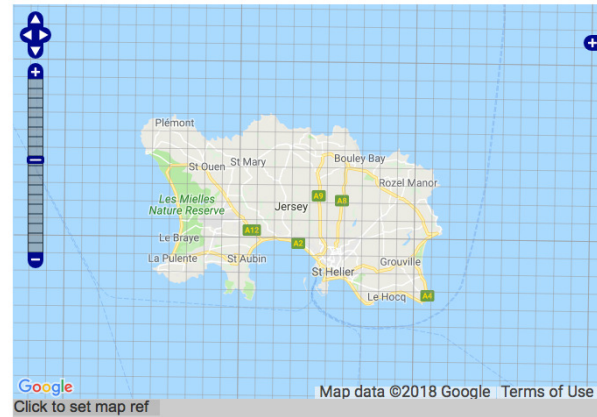 Plémont
St Ouen
St Mary
Bouley Bay
Rozel Manor
Les Mielles
Nature Reserve
Jersey
A9
A8
A12
A2
Le Braye
La Pulente
St Aubin
St Helier
Grouville
Le Hocq
A4
Google
Map data ©2018 Google
Terms of Use
Click to set map ref